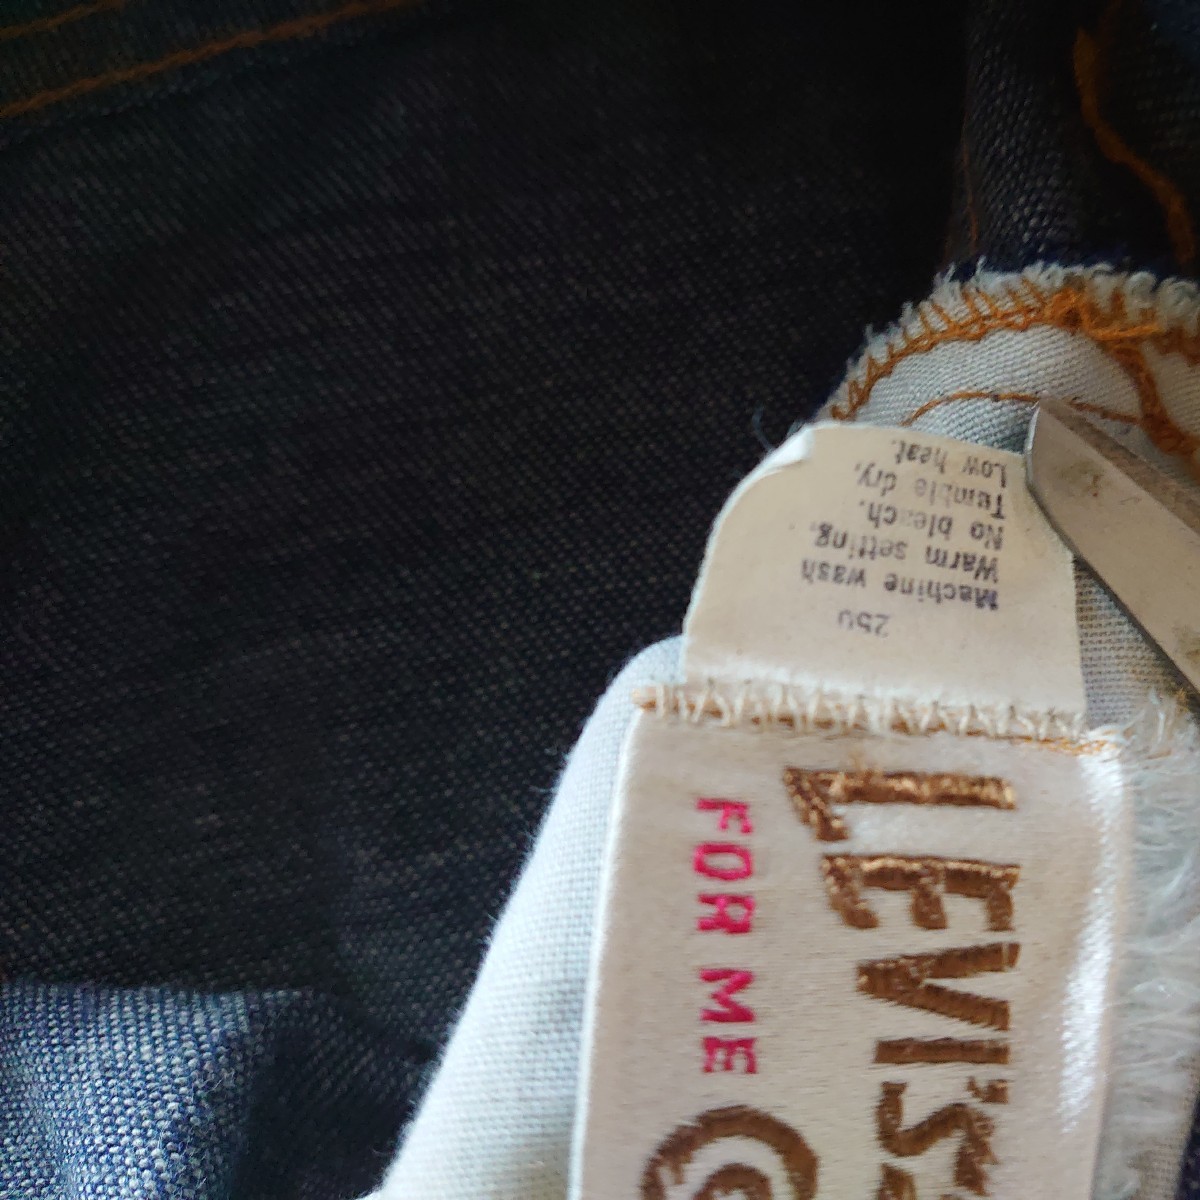 250
Machine wash
Warm setting.
No bleach.
Tumble dry,
Low heat.
LEVI'S
FOR ME